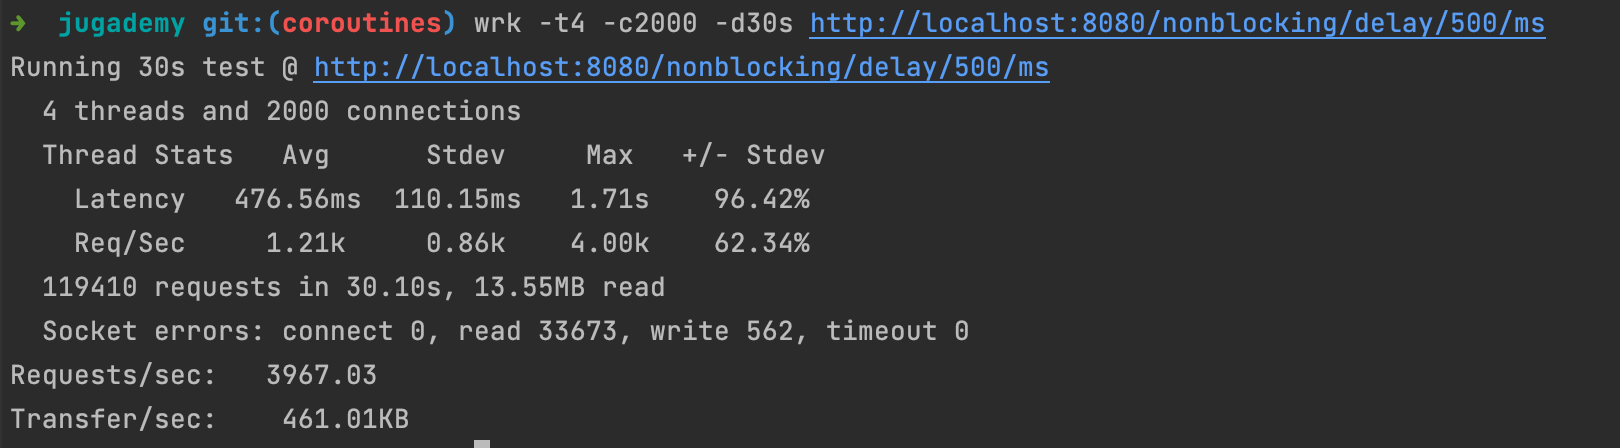 → jugademy git:(coroutines) wrk -t4 -c2000 -d30s http://localhost:8080/nonblocking/delay/500/ms
Running 30s test @ http://localhost:8080/nonblocking/delay/500/ms
  4 threads and 2000 connections
  Thread Stats   Avg      Stdev     Max   +/- Stdev
    Latency   476.56ms  110.15ms   1.71s    96.42%
    Req/Sec     1.21k     0.86k    4.00k    62.34%
  119410 requests in 30.10s, 13.55MB read
  Socket errors: connect 0, read 33673, write 562, timeout 0
Requests/sec:   3967.03
Transfer/sec:    461.01KB